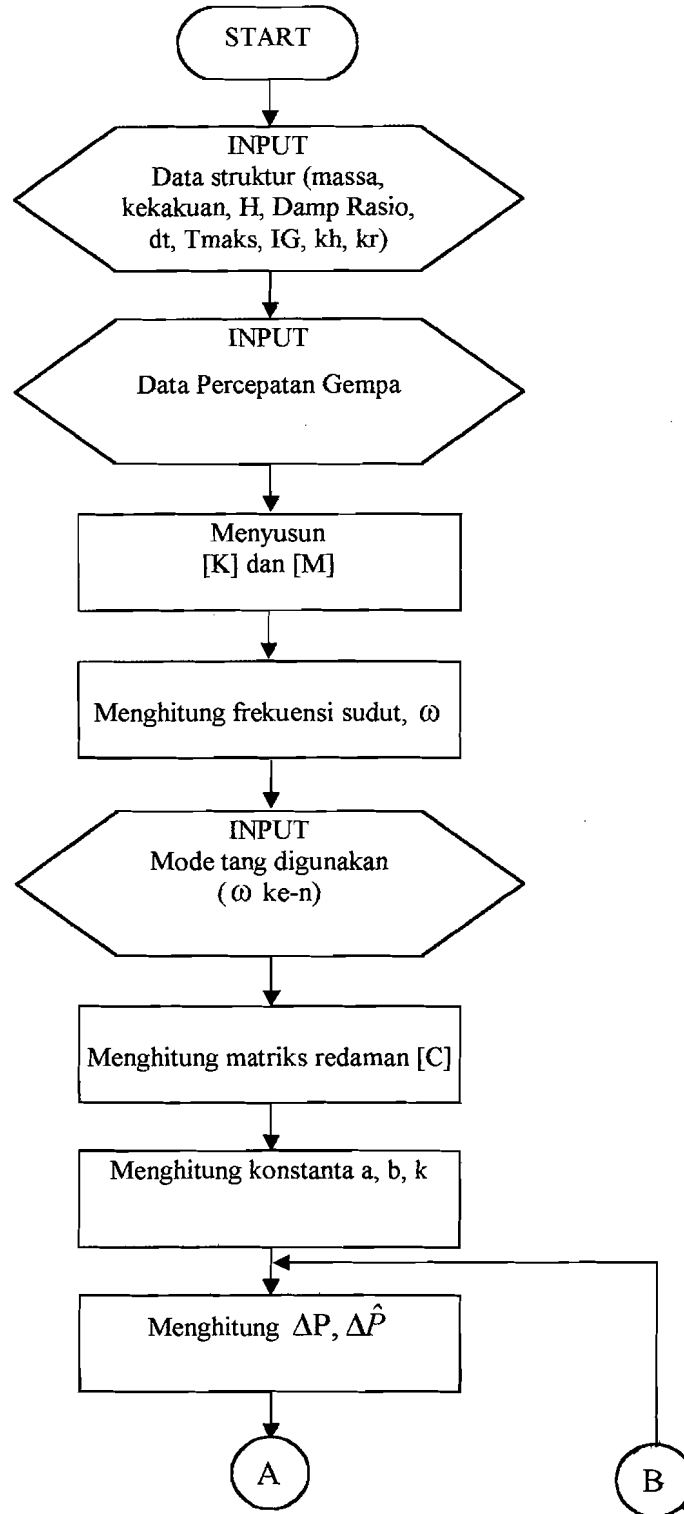 START
INPUT
Data struktur (massa,
kekakuan, H, Damp Rasio,
dt, Tmaks, IG, kh, kr)
INPUT
Data Percepatan Gempa
Menyusun
[K] dan [M]
Menghitung frekuensi sudut, ω
INPUT
Mode tang digunakan
( ω ke-n)
Menghitung matriks redaman [C]
Menghitung konstanta a, b, k
Menghitung ΔP, ΔP̂
A
B